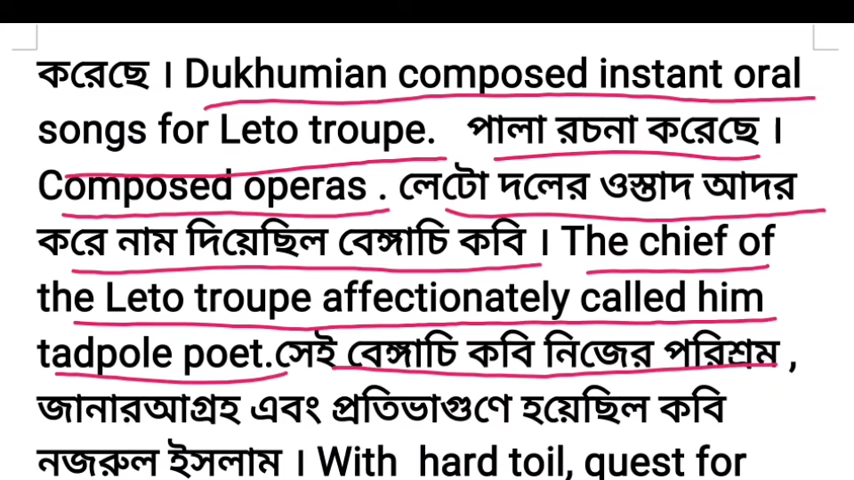 করেছে । Dukhumian composed instant oral
songs for Leto troupe. পালা রচনা করেছে ।
Composed operas . লেটো দলের ওস্তাদ আদর
করে নাম দিয়েছিল বেঙ্গাচি কবি । The chief of
the Leto troupe affectionately called him
tadpole poet.সেই বেঙ্গাচি কবি নিজের পরিশ্রম ,
জানারআগ্রহ এবং প্রতিভাগুণে হয়েছিল কবি
নজরুল ইসলাম । With hard toil, quest for